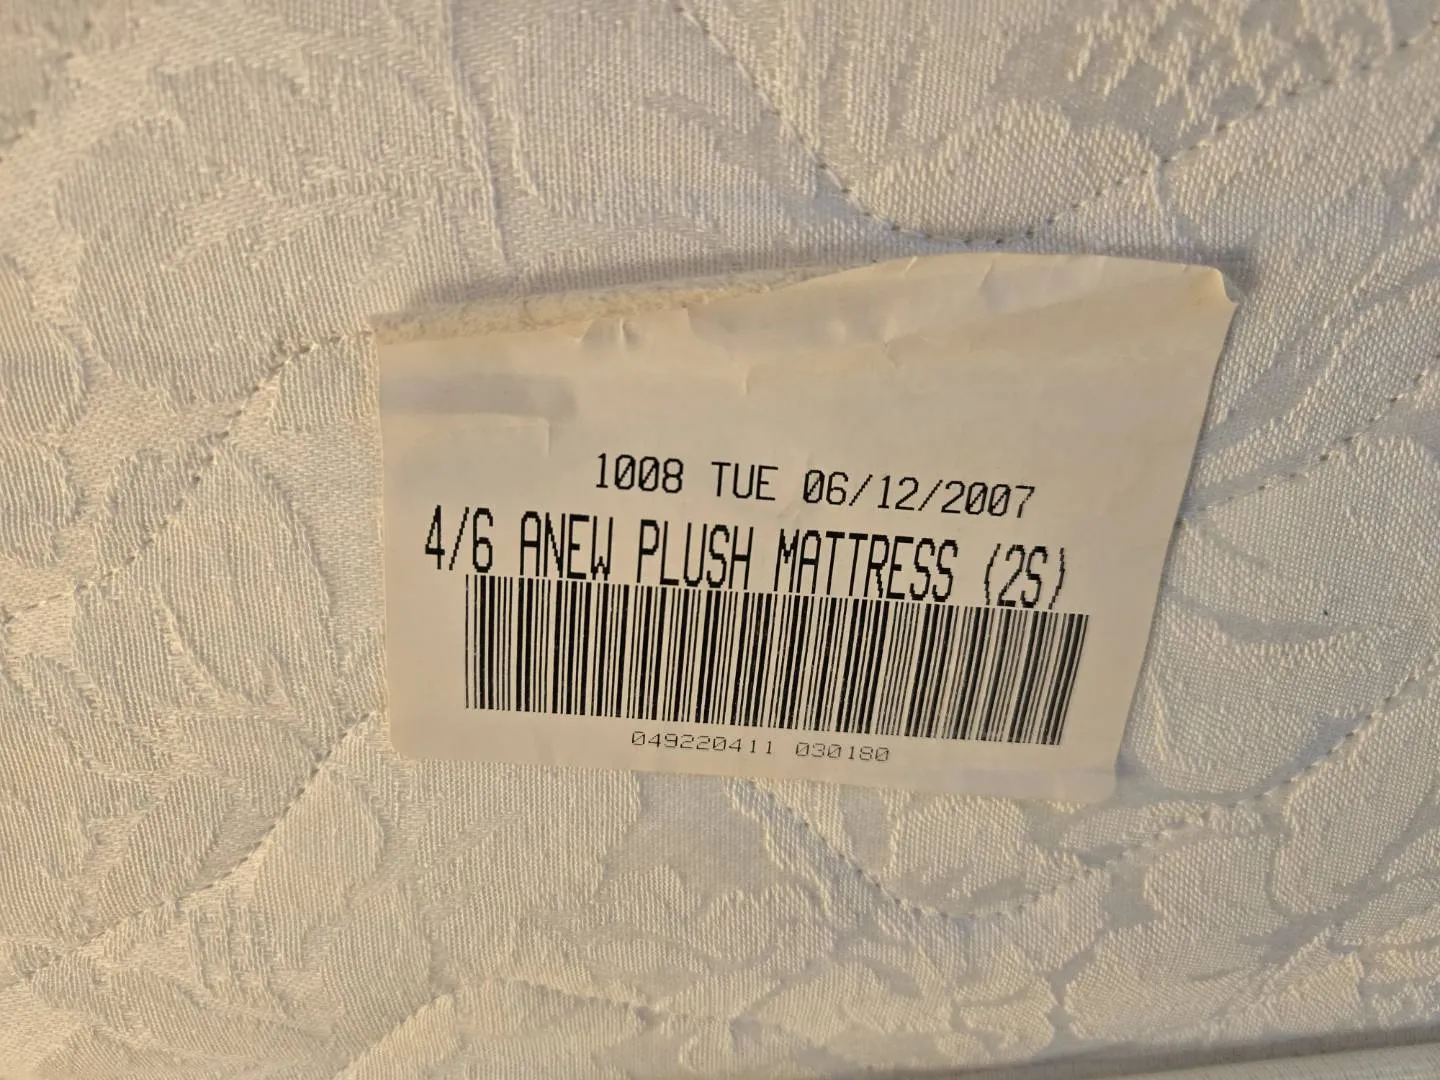 1008 TUE 06/12/2007
4/6 ANEW PLUSH MATTRESS (2S)
049220411 030180